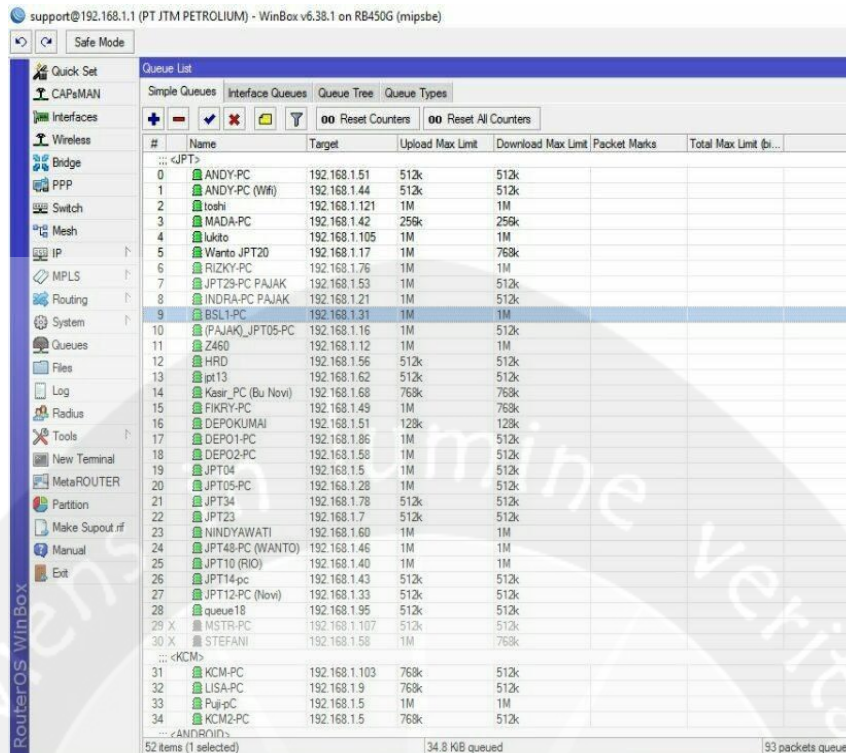 support@192.168.1.1 (PT JTM PETROLIUM) - WinBox v6.38.1 on RB450G (mipsbe)
Safe Mode
Quick Set
CAPsMAN
Interfaces
Wireless
Bridge
PPP
Switch
Mesh
IP
MPLS
Routing
System
Queues
Files
Log
Radius
Tools
New Terminal
MetaROUTER
Partition
Make Supout.rif
Manual
Exit
RouterOS WinBox
Queue List
Simple Queues Interface Queues Queue Tree Queue Types
00 Reset Counters 00 Reset All Counters
# Name Target Upload Max Limit Download Max Limit Packet Marks Total Max Limit (bi...
::: <JPT>
0 ANDY-PC 192.168.1.51 512k 512k
1 ANDY-PC (Wifi) 192.168.1.44 512k 512k
2 toshi 192.168.1.121 1M 1M
3 MADA-PC 192.168.1.42 256k 256k
4 lukito 192.168.1.105 1M 1M
5 Wanto JPT20 192.168.1.17 1M 768k
6 RIZKY-PC 192.168.1.76 1M 1M
7 JPT29-PC PAJAK 192.168.1.53 1M 512k
8 INDRA-PC PAJAK 192.168.1.21 1M 512k
9 BSL1-PC 192.168.1.31 1M 1M
10 (PAJAK)_JPT05-PC 192.168.1.16 1M 512k
11 Z460 192.168.1.12 1M 1M
12 HRD 192.168.1.56 512k 512k
13 jpt13 192.168.1.62 512k 512k
14 Kasir_PC (Bu Novi) 192.168.1.68 768k 768k
15 FIKRY-PC 192.168.1.49 1M 768k
16 DEPOKUMAI 192.168.1.51 128k 128k
17 DEPO1-PC 192.168.1.86 1M 512k
18 DEPO2-PC 192.168.1.58 1M 512k
19 JPT04 192.168.1.5 1M 512k
20 JPT05-PC 192.168.1.28 1M 512k
21 JPT34 192.168.1.78 512k 512k
22 JPT23 192.168.1.7 512k 512k
23 NINDYAWATI 192.168.1.60 1M 1M
24 JPT48-PC (WANTO) 192.168.1.46 1M 1M
25 JPT10 (RIO) 192.168.1.40 1M 1M
26 JPT14-pc 192.168.1.43 512k 512k
27 JPT12-PC (Novi) 192.168.1.33 512k 512k
28 queue18 192.168.1.95 512k 512k
29 X MSTR-PC 192.168.1.107 512k 512k
30 X STEFANI 192.168.1.58 1M 768k
::: <KCM>
31 KCM-PC 192.168.1.103 768k 512k
32 LISA-PC 192.168.1.9 768k 512k
33 Puji-pC 192.168.1.5 1M 1M
34 KCM2-PC 192.168.1.5 768k 512k
::: <ANDROID>
52 items (1 selected) 34.8 KiB queued 93 packets queue